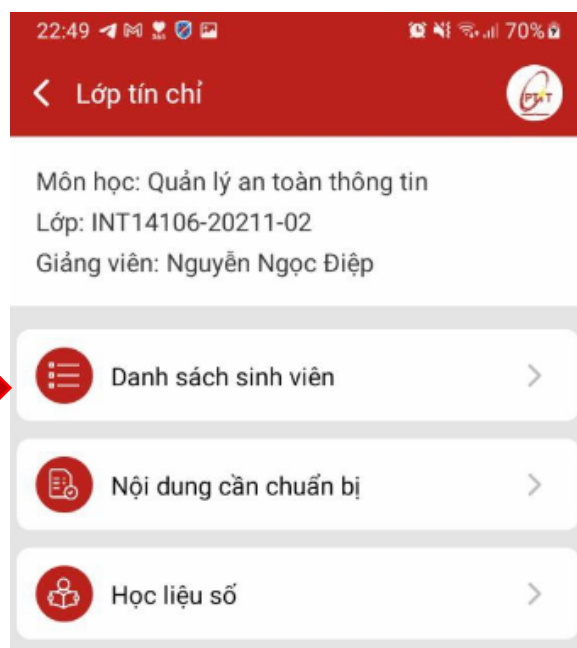 22:49 70%
Lớp tín chỉ
PTIT
Môn học: Quản lý an toàn thông tin
Lớp: INT14106-20211-02
Giảng viên: Nguyễn Ngọc Điệp
Danh sách sinh viên
Nội dung cần chuẩn bị
Học liệu số